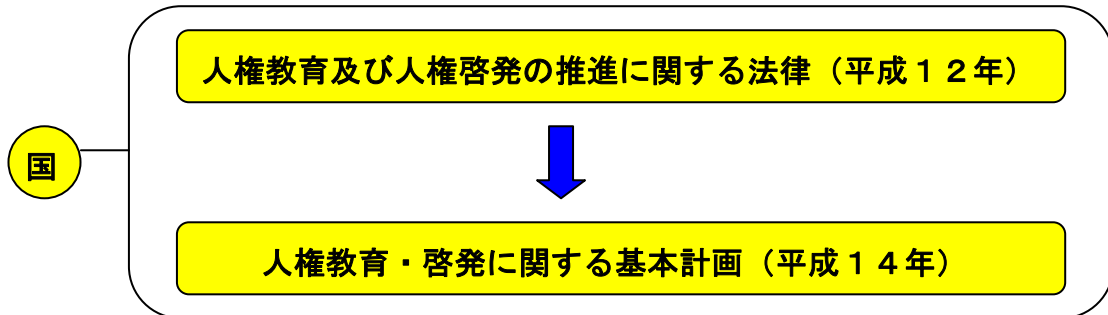 人権教育及び人権啓発の推進に関する法律（平成１２年）
国
人権教育・啓発に関する基本計画（平成１４年）